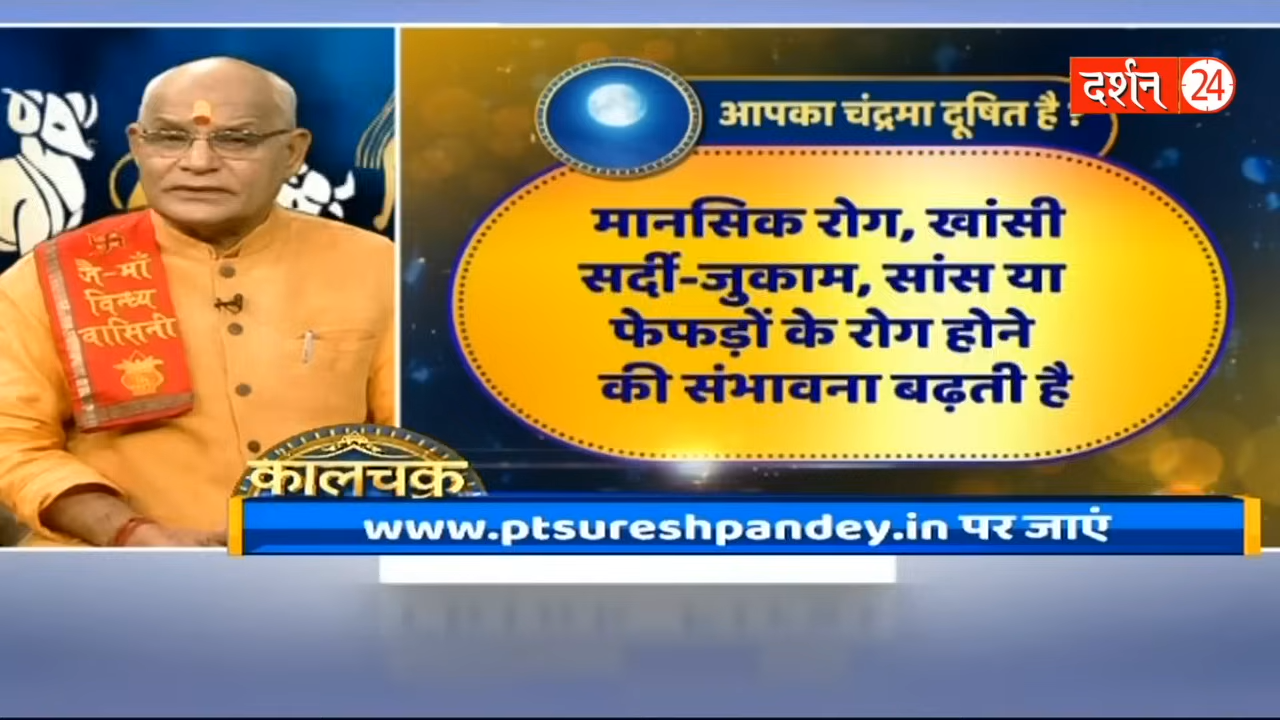 दर्शन 24
आपका चंद्रमा दूषित है ?
मानसिक रोग, खांसी
सर्दी-जुकाम, सांस या
फेफड़ों के रोग होने
की संभावना बढ़ती है
जै-माँ
विन्ध्य
वासिनी
कालचक्र
www.ptsureshpandey.in पर जाएं